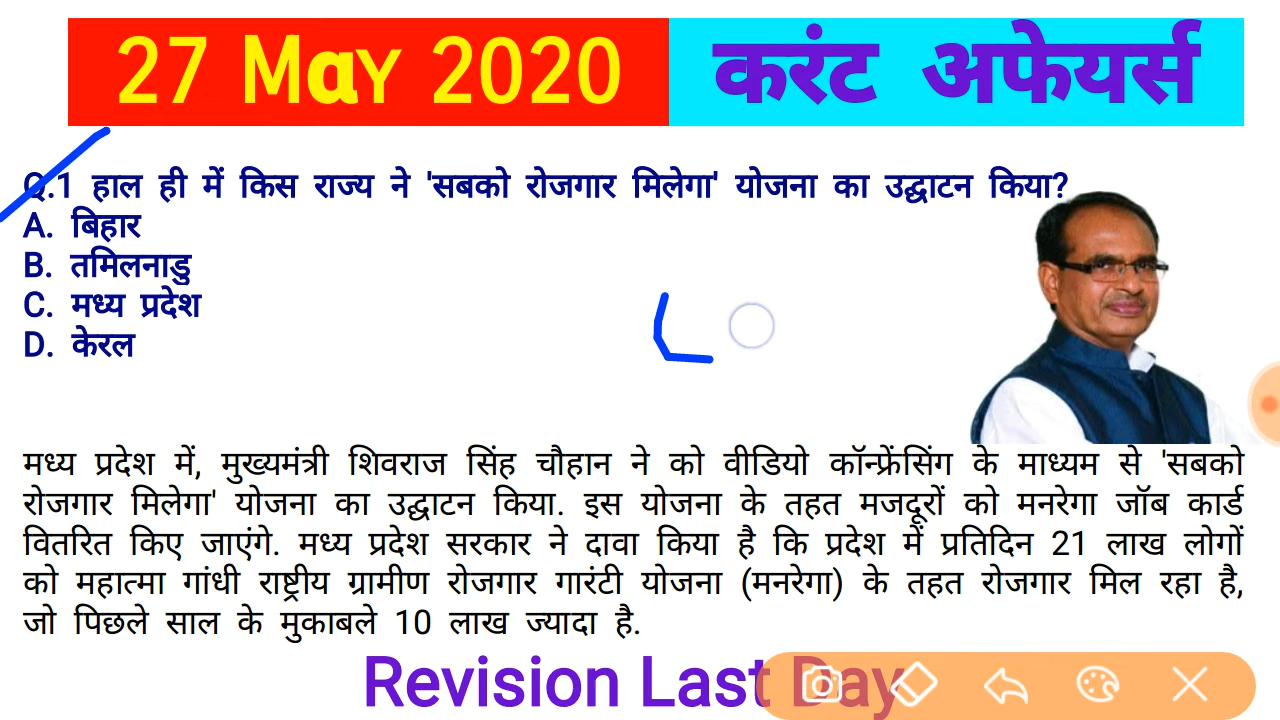 27 May 2020 करंट अफेयर्स
Q.1 हाल ही में किस राज्य ने 'सबको रोजगार मिलेगा' योजना का उद्घाटन किया?
A. बिहार
B. तमिलनाडु
C. मध्य प्रदेश
D. केरल
मध्य प्रदेश में, मुख्यमंत्री शिवराज सिंह चौहान ने को वीडियो कॉन्फ्रेंसिंग के माध्यम से 'सबको
रोजगार मिलेगा' योजना का उद्घाटन किया. इस योजना के तहत मजदूरों को मनरेगा जॉब कार्ड
वितरित किए जाएंगे. मध्य प्रदेश सरकार ने दावा किया है कि प्रदेश में प्रतिदिन 21 लाख लोगों
को महात्मा गांधी राष्ट्रीय ग्रामीण रोजगार गारंटी योजना (मनरेगा) के तहत रोजगार मिल रहा है,
जो पिछले साल के मुकाबले 10 लाख ज्यादा है.
Revision Last Day